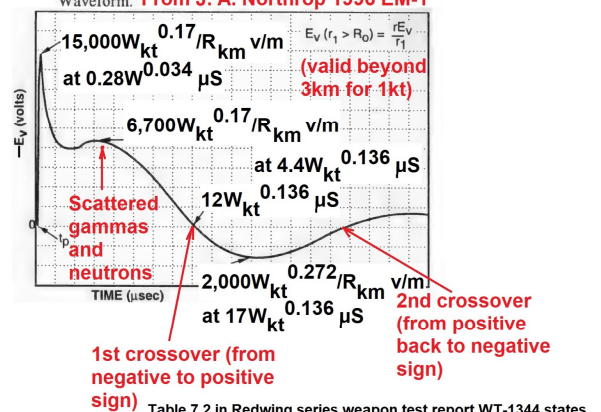 Waveform. From J. A. Northrop 1996 EM-1
15,000W_kt^0.17/R_km v/m
at 0.28W^0.034 µS
E_v (r_1 > R_0) = rE_v / r_1
(valid beyond
3km for 1kt)
6,700W_kt^0.17/R_km v/m
at 4.4W_kt^0.136 µS
−E_v (volts)
12W_kt^0.136 µS
Scattered
gammas
and
neutrons
0
t_p
2,000W_kt^0.272/R_km v/m
at 17W_kt^0.136 µS
TIME (µsec)
2nd crossover
(from positive
back to negative
sign)
1st crossover (from
negative to positive
sign)
Table 7.2 in Redwing series weapon test report WT-1344 states